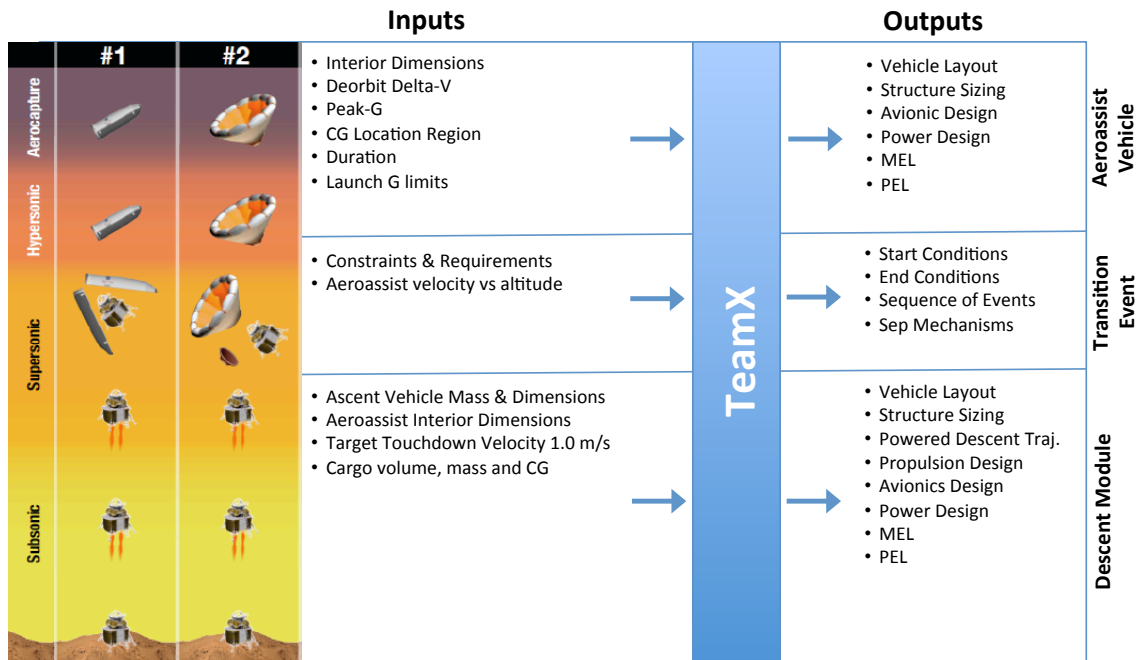 Inputs
Outputs
#1
#2
Aerocapture
Hypersonic
Supersonic
Subsonic
• Interior Dimensions
• Deorbit Delta-V
• Peak-G
• CG Location Region
• Duration
• Launch G limits
• Constraints & Requirements
• Aeroassist velocity vs altitude
• Ascent Vehicle Mass & Dimensions
• Aeroassist Interior Dimensions
• Target Touchdown Velocity 1.0 m/s
• Cargo volume, mass and CG
TeamX
• Vehicle Layout
• Structure Sizing
• Avionic Design
• Power Design
• MEL
• PEL
Aeroassist
Vehicle
• Start Conditions
• End Conditions
• Sequence of Events
• Sep Mechanisms
Transition
Event
• Vehicle Layout
• Structure Sizing
• Powered Descent Traj.
• Propulsion Design
• Avionics Design
• Power Design
• MEL
• PEL
Descent Module